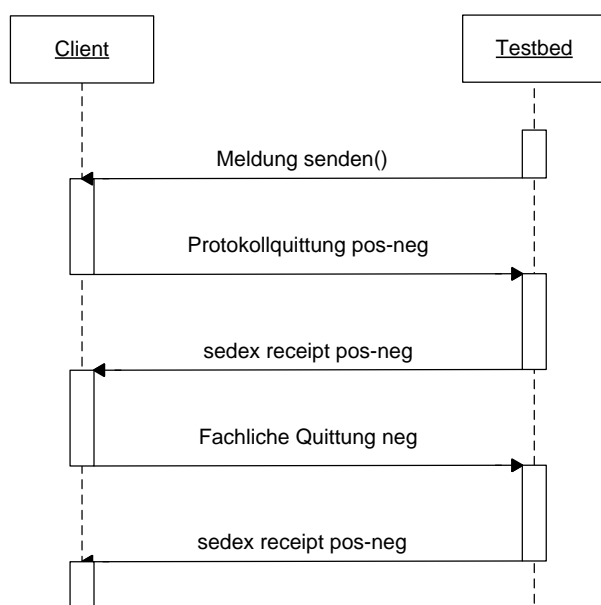 Client
Testbed
Meldung senden()
Protokollquittung pos-neg
sedex receipt pos-neg
Fachliche Quittung neg
sedex receipt pos-neg